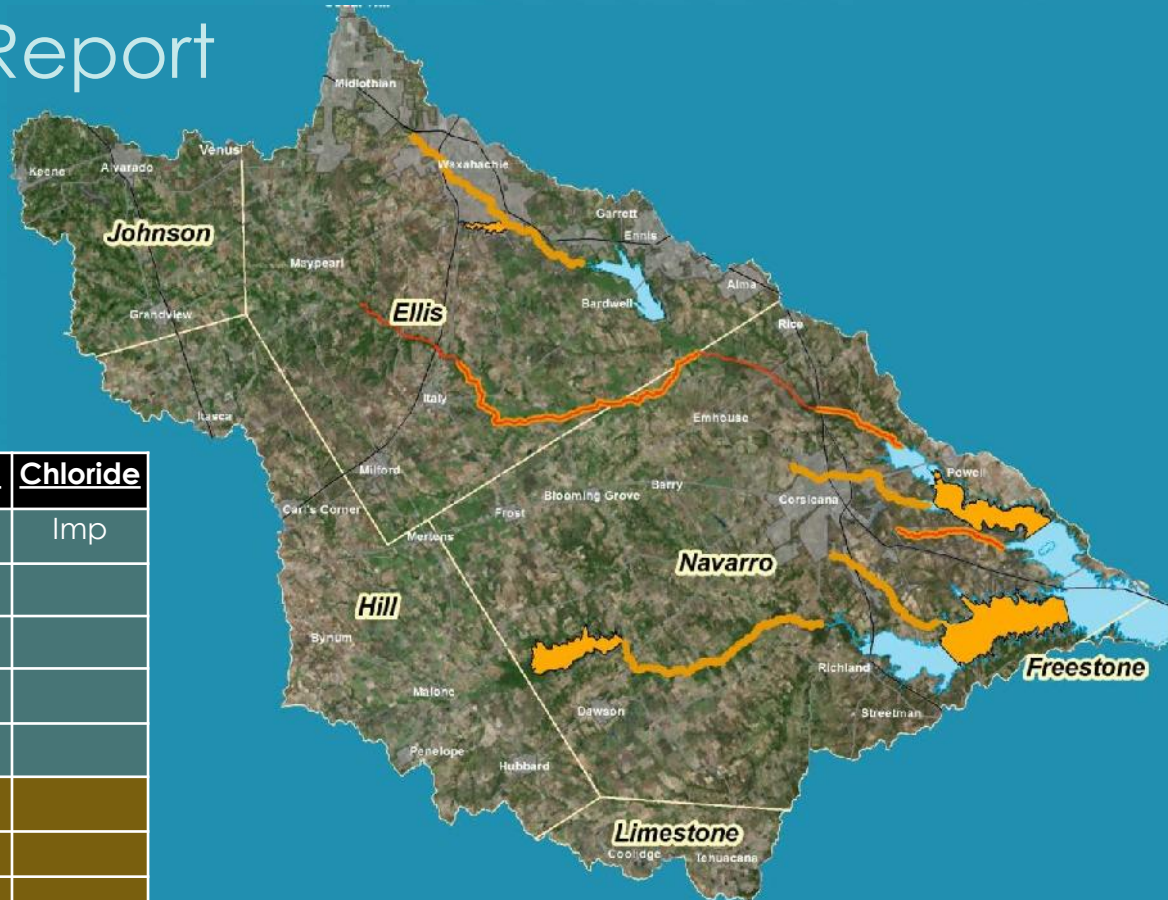 Report
Midlothian
Venus
Keene
Alvarado
Waxahachie
Johnson
Garrett
Ennis
Maypearl
Alma
Bardwell
Ellis
Grandview
Rice
Italy
Itasca
Emhouse
Chloride
Milford
Powell
Imp
Blooming Grove
Barry
Corsicana
Carl's Corner
Frost
Mertens
Navarro
Hill
Bynum
Richland
Freestone
Malone
Dawson
Streetman
Penelope
Hubbard
Limestone
Coolidge
Tehuacana